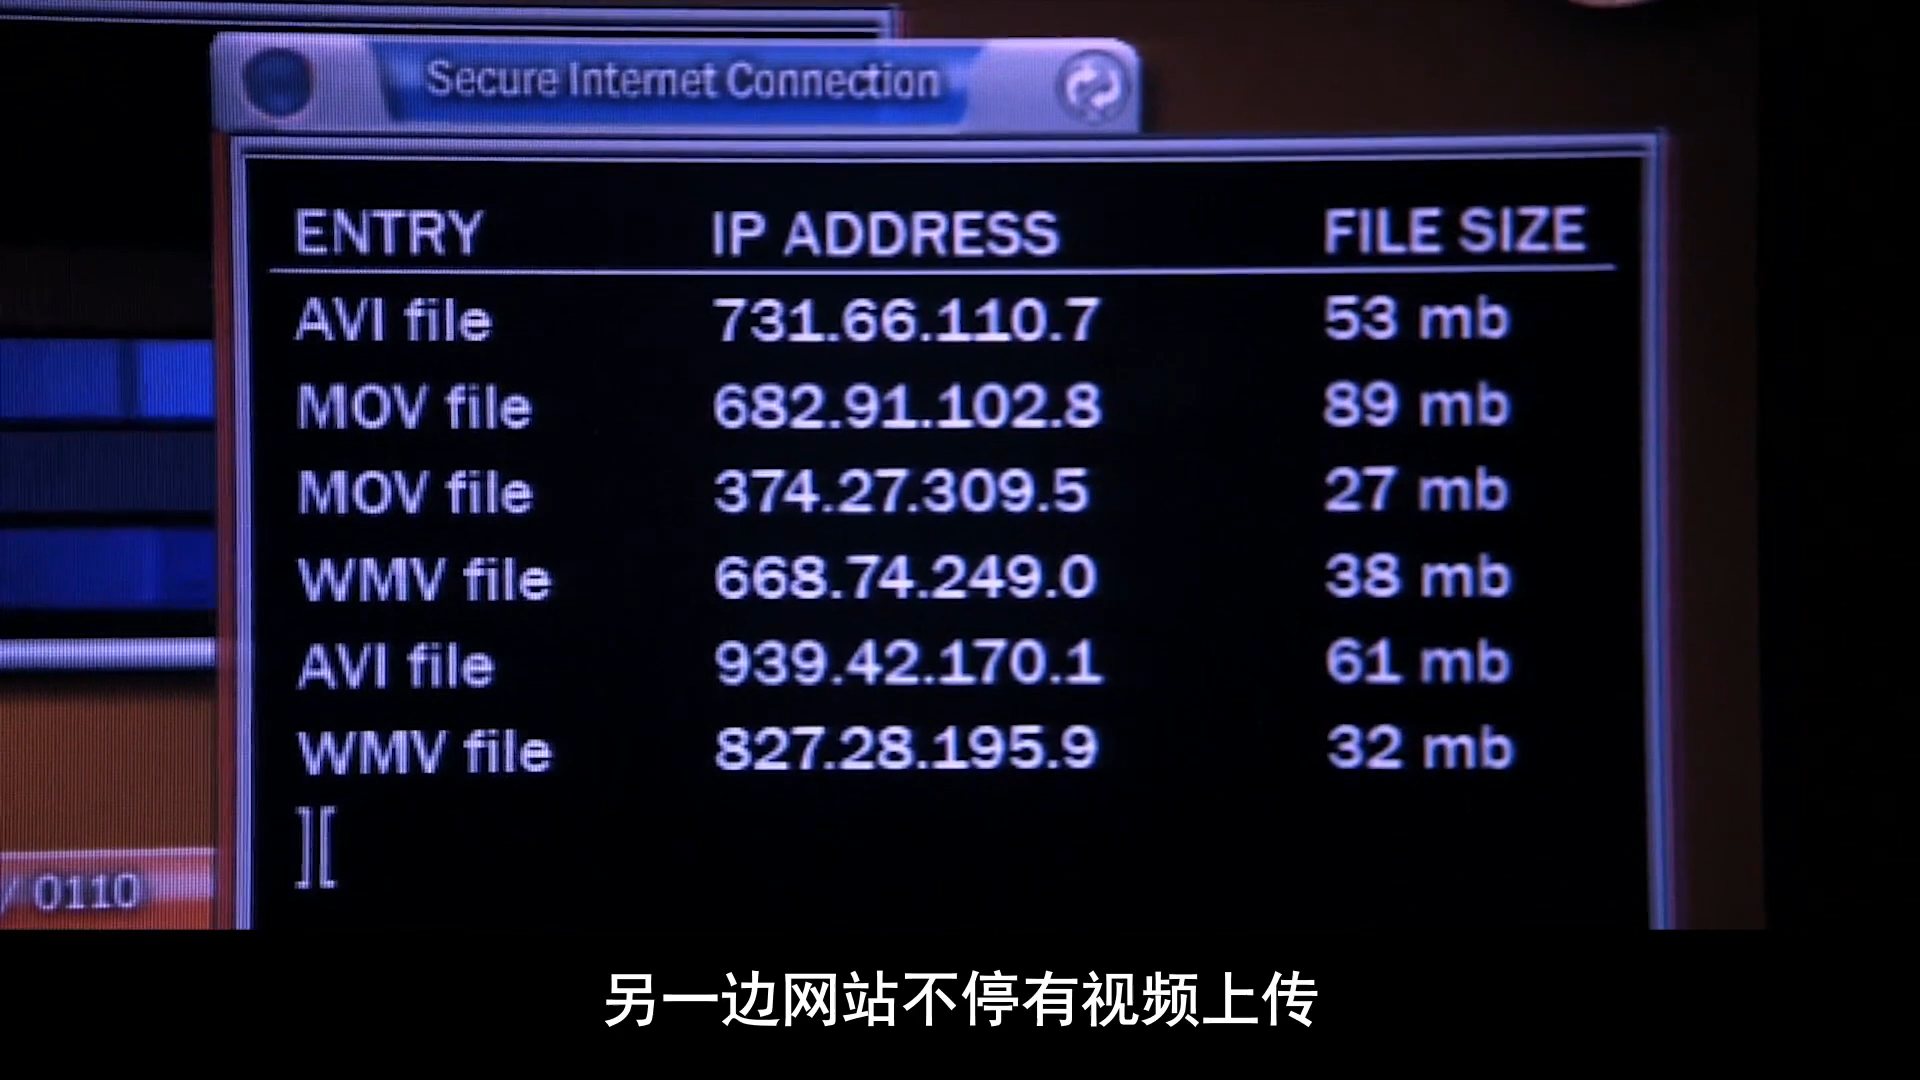 Secure Internet Connection
ENTRY IP ADDRESS FILE SIZE
AVI file 731.66.110.7 53 mb
MOV file 682.91.102.8 89 mb
MOV file 374.27.309.5 27 mb
WMV file 668.74.249.0 38 mb
AVI file 939.42.170.1 61 mb
WMV file 827.28.195.9 32 mb
][
/ 0110
另一边网站不停有视频上传